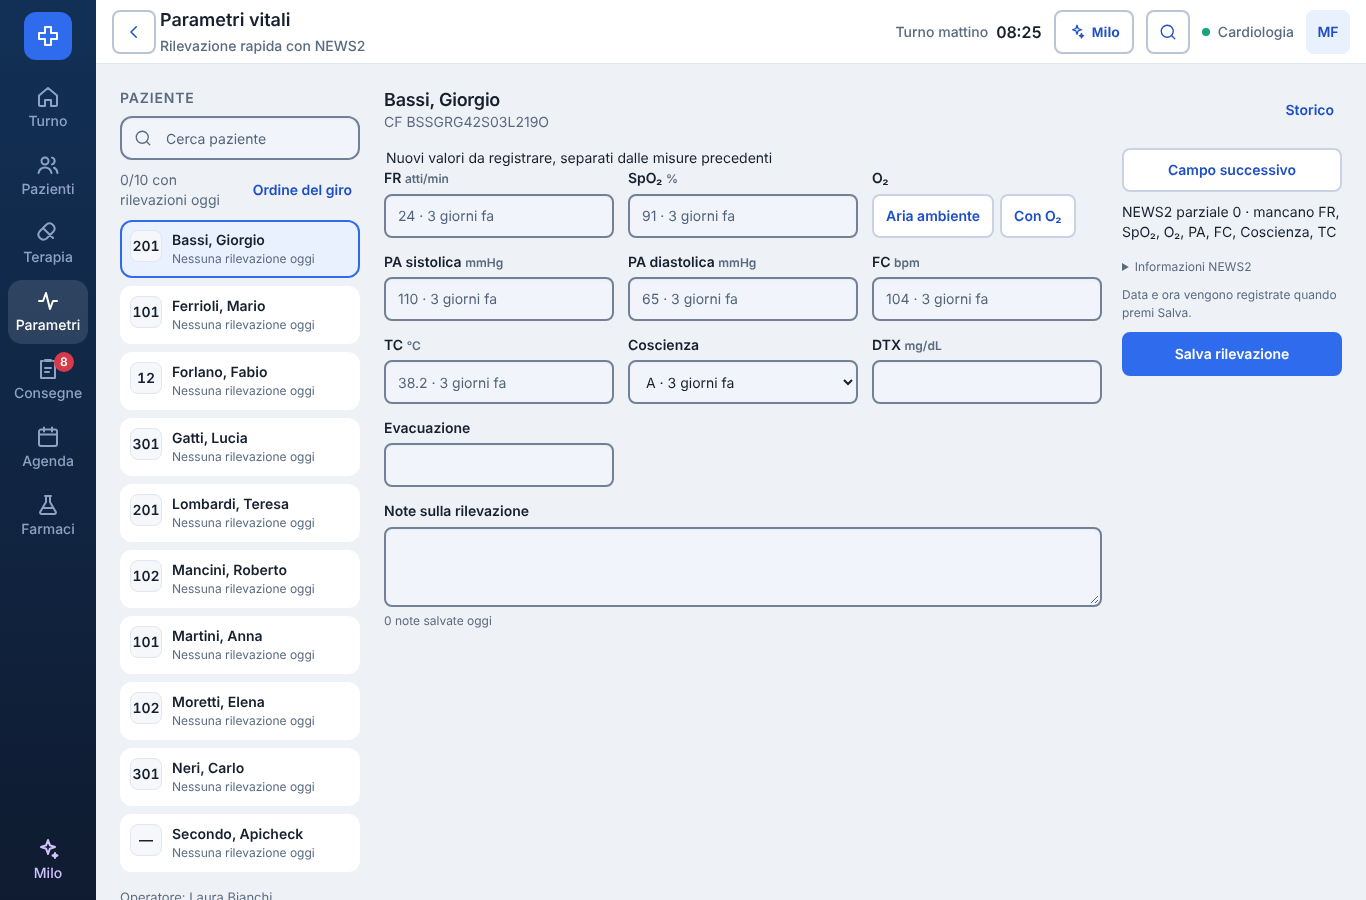 Parametri vitali
Rilevazione rapida con NEWS2
Turno mattino 08:25
Milo
Cardiologia
MF
Turno
Pazienti
Terapia
Parametri
8
Consegne
Agenda
Farmaci
Milo
PAZIENTE
Cerca paziente
0/10 con
rilevazioni oggi
Ordine del giro
201
Bassi, Giorgio
Nessuna rilevazione oggi
101
Ferrioli, Mario
Nessuna rilevazione oggi
12
Forlano, Fabio
Nessuna rilevazione oggi
301
Gatti, Lucia
Nessuna rilevazione oggi
201
Lombardi, Teresa
Nessuna rilevazione oggi
102
Mancini, Roberto
Nessuna rilevazione oggi
101
Martini, Anna
Nessuna rilevazione oggi
102
Moretti, Elena
Nessuna rilevazione oggi
301
Neri, Carlo
Nessuna rilevazione oggi
—
Secondo, Apicheck
Nessuna rilevazione oggi
Operatore: Laura Bianchi
Bassi, Giorgio
CF BSSGRG42S03L219O
Storico
Nuovi valori da registrare, separati dalle misure precedenti
FR atti/min
24 · 3 giorni fa
SpO₂ %
91 · 3 giorni fa
O₂
Aria ambiente
Con O₂
PA sistolica mmHg
110 · 3 giorni fa
PA diastolica mmHg
65 · 3 giorni fa
FC bpm
104 · 3 giorni fa
TC °C
38.2 · 3 giorni fa
Coscienza
A · 3 giorni fa
DTX mg/dL
Evacuazione
Note sulla rilevazione
0 note salvate oggi
Campo successivo
NEWS2 parziale 0 · mancano FR,
SpO₂, O₂, PA, FC, Coscienza, TC
Informazioni NEWS2
Data e ora vengono registrate quando
premi Salva.
Salva rilevazione